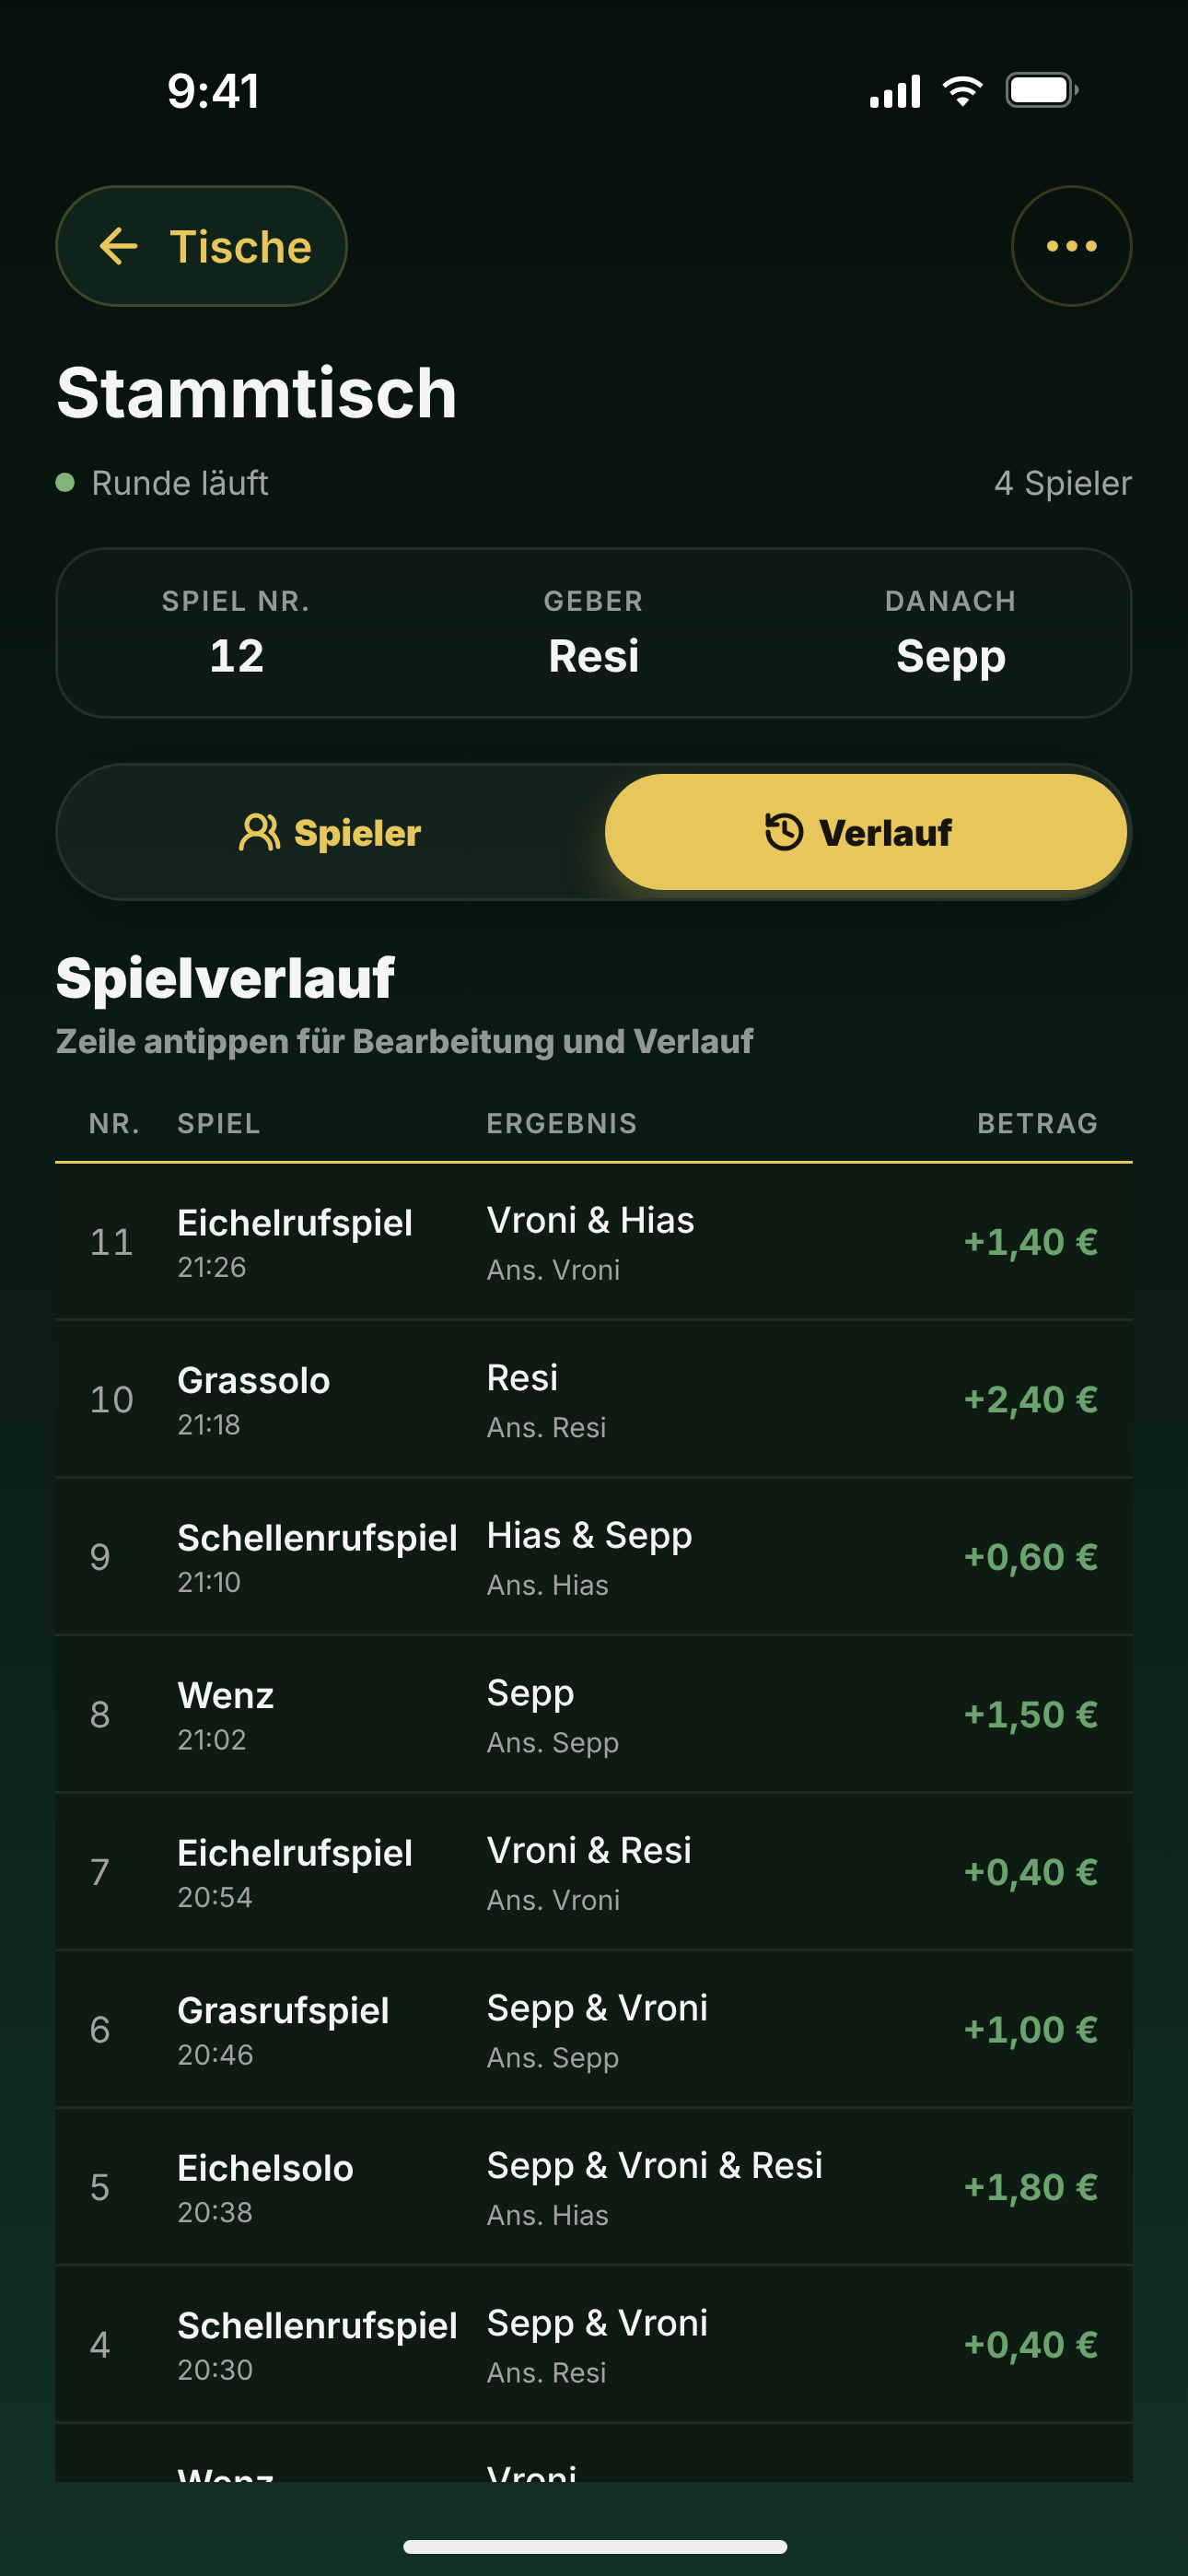 9:41
Tische
Stammtisch
Runde läuft 4 Spieler
SPIEL NR. GEBER DANACH
12 Resi Sepp
Spieler Verlauf
Spielverlauf
Zeile antippen für Bearbeitung und Verlauf
NR. SPIEL ERGEBNIS BETRAG
11 Eichelrufspiel Vroni & Hias +1,40 €
21:26 Ans. Vroni
10 Grassolo Resi +2,40 €
21:18 Ans. Resi
9 Schellenrufspiel Hias & Sepp +0,60 €
21:10 Ans. Hias
8 Wenz Sepp +1,50 €
21:02 Ans. Sepp
7 Eichelrufspiel Vroni & Resi +0,40 €
20:54 Ans. Vroni
6 Grasrufspiel Sepp & Vroni +1,00 €
20:46 Ans. Sepp
5 Eichelsolo Sepp & Vroni & Resi +1,80 €
20:38 Ans. Hias
4 Schellenrufspiel Sepp & Vroni +0,40 €
20:30 Ans. Resi
Wenz Vroni